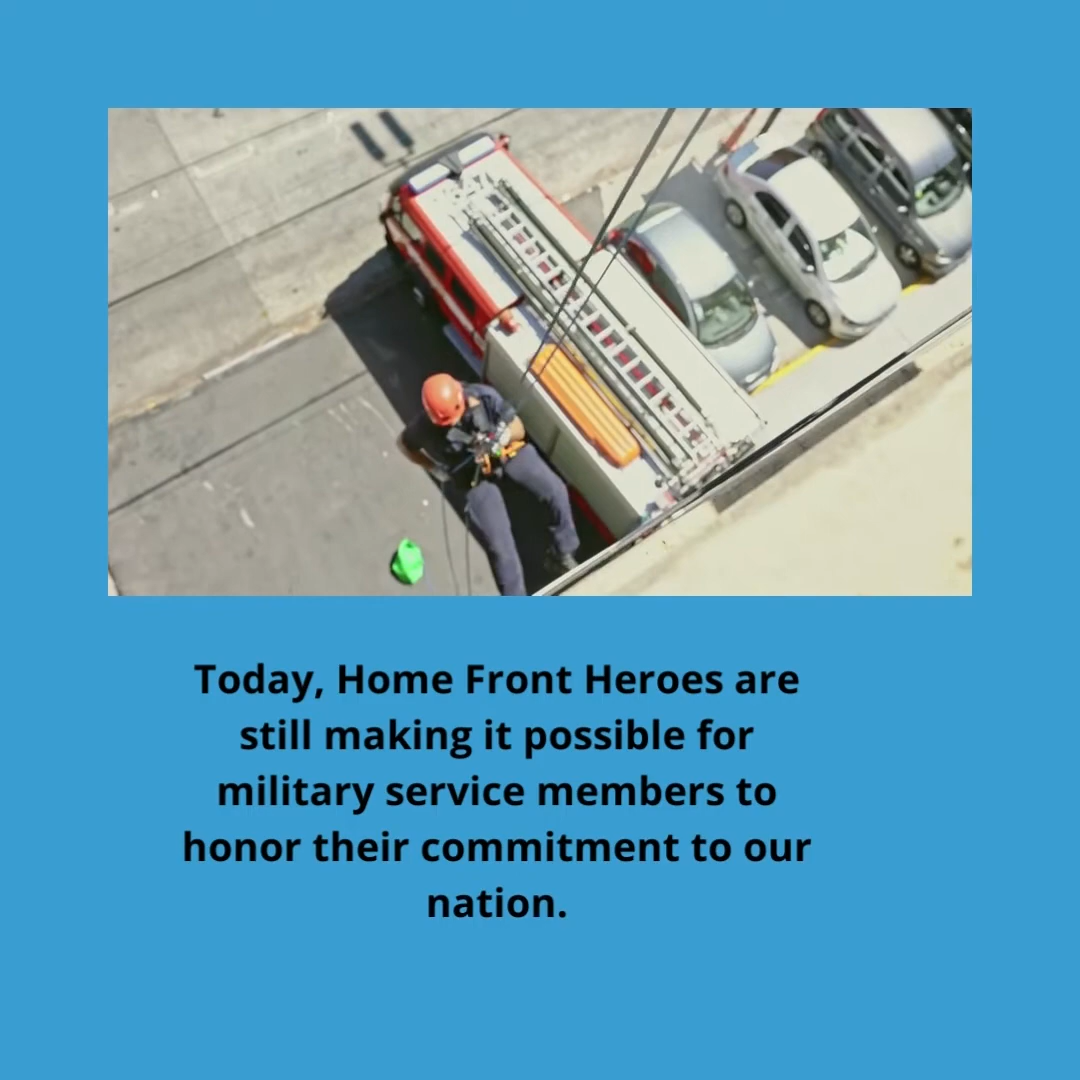 Today, Home Front Heroes are
still making it possible for
military service members to
honor their commitment to our
nation.